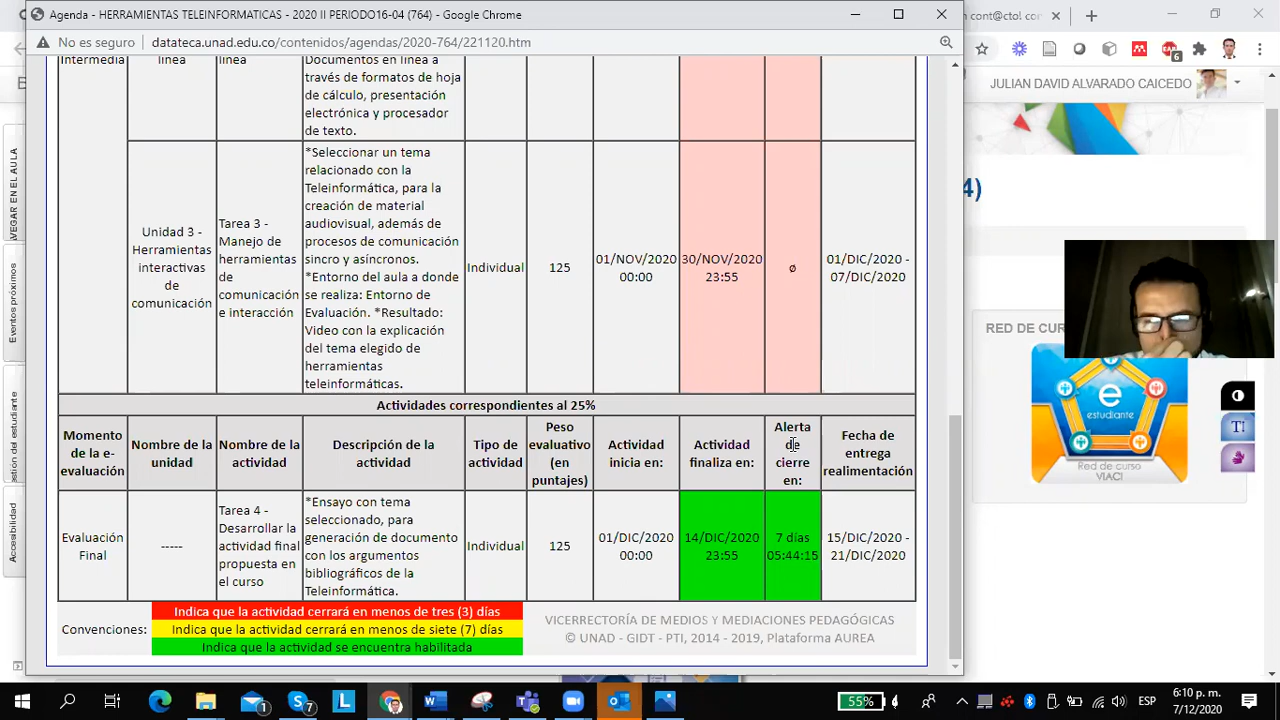 Agenda - HERRAMIENTAS TELEINFORMATICAS - 2020 II PERIODO16-04 (764) - Google Chrome
No es seguro datateca.unad.edu.co/contenidos/agendas/2020-764/221120.htm
JULIAN DAVID ALVARADO CAICEDO
Intermedia
línea
línea
Documentos en línea a
través de formatos de hoja
de cálculo, presentación
electrónica y procesador
de texto.
Unidad 3 -
Herramientas
interactivas
de
comunicación
Tarea 3 -
Manejo de
herramientas
de
comunicación
e interacción
*Seleccionar un tema
relacionado con la
Teleinformática, para la
creación de material
audiovisual, además de
procesos de comunicación
sincro y asíncronos.
*Entorno del aula a donde
se realiza: Entorno de
Evaluación. *Resultado:
Video con la explicación
del tema elegido de
herramientas
teleinformáticas.
Individual
125
01/NOV/2020
00:00
30/NOV/2020
23:55
ø
01/DIC/2020 -
07/DIC/2020
Actividades correspondientes al 25%
Momento
de la e-
evaluación
Nombre de la
unidad
Nombre de la
actividad
Descripción de la
actividad
Tipo de
actividad
Peso
evaluativo
(en
puntajes)
Actividad
inicia en:
Actividad
finaliza en:
Alerta
de
cierre
en:
Fecha de
entrega
realimentación
Evaluación
Final
-----
Tarea 4 -
Desarrollar la
actividad final
propuesta en
el curso
*Ensayo con tema
seleccionado, para
generación de documento
con los argumentos
bibliográficos de la
Teleinformática.
Individual
125
01/DIC/2020
00:00
14/DIC/2020
23:55
7 días
05:44:15
15/DIC/2020 -
21/DIC/2020
Convenciones:
Indica que la actividad cerrará en menos de tres (3) días
Indica que la actividad cerrará en menos de siete (7) días
Indica que la actividad se encuentra habilitada
VICERRECTORÍA DE MEDIOS Y MEDIACIONES PEDAGÓGICAS
© UNAD - GIDT - PTI, 2014 - 2019, Plataforma AUREA
VEGAR EN EL AULA
Eventos próximos
Accesibilidad
4)
RED DE CUR
e
estudiante
Red de curso
VIACI
55%
ESP
6:10 p. m.
7/12/2020